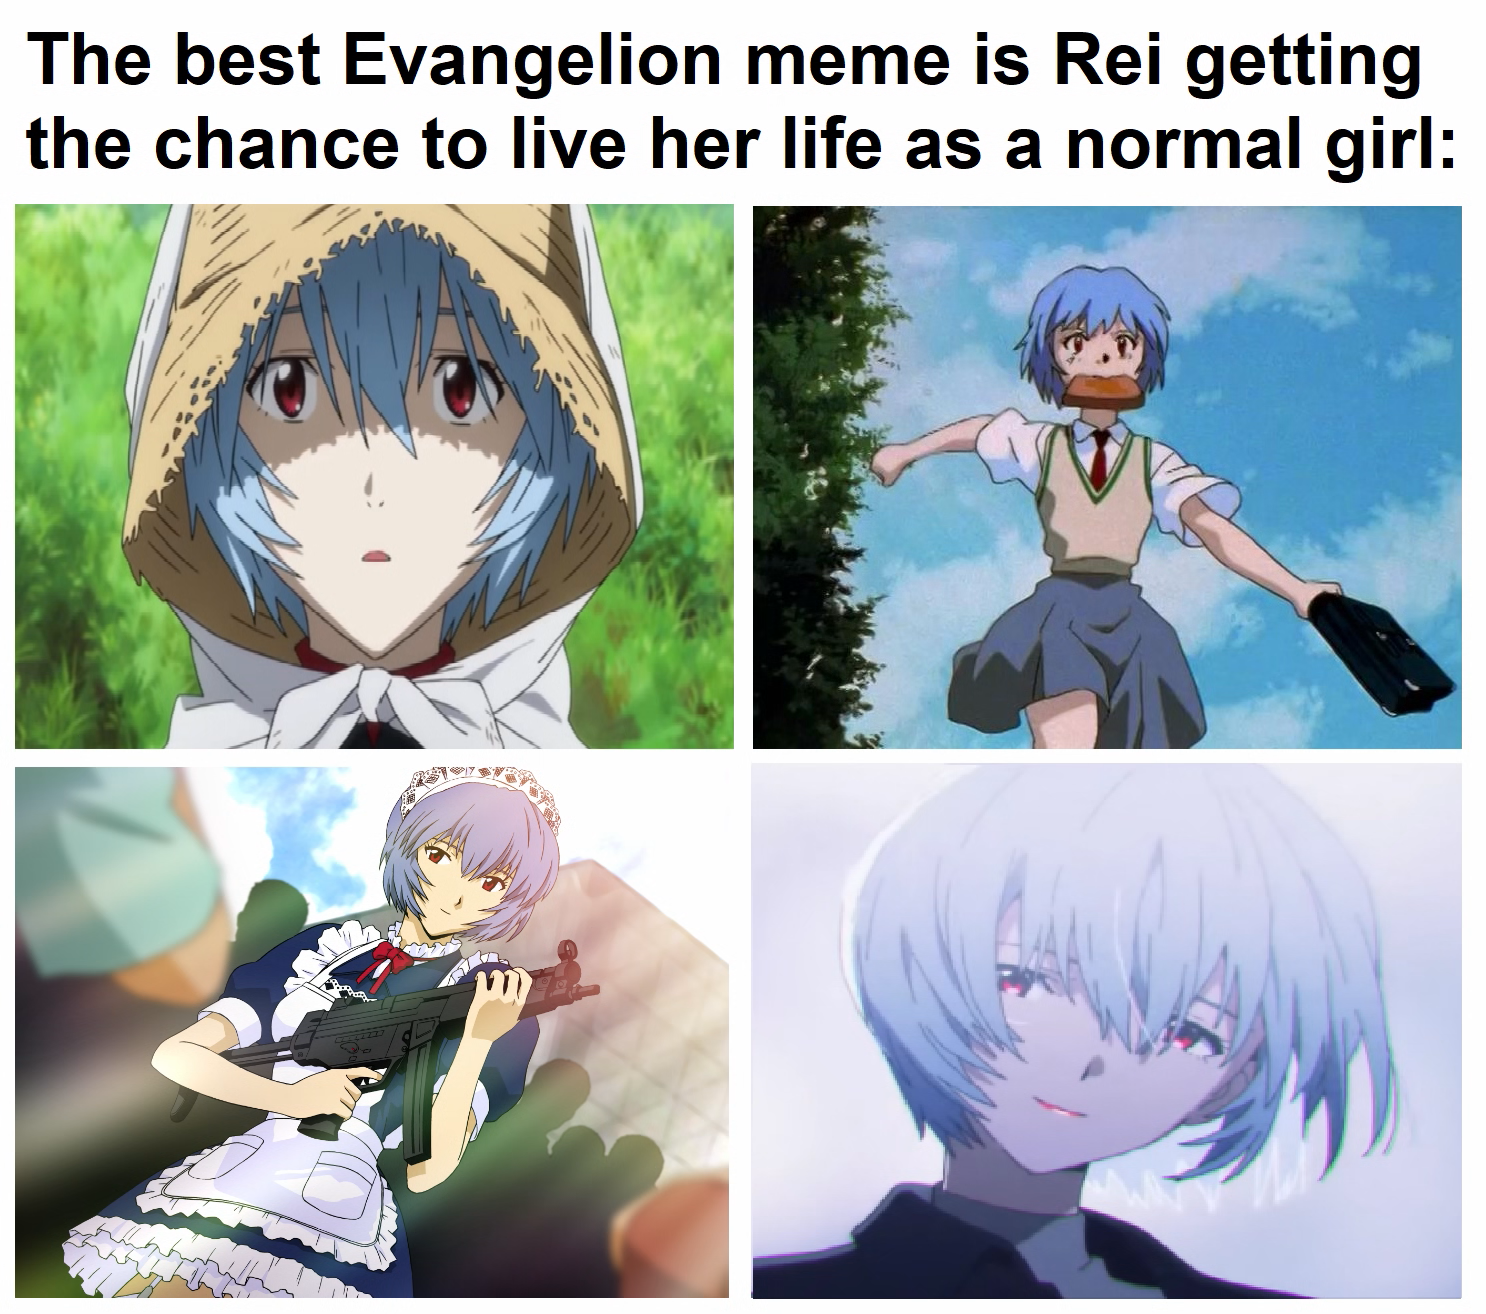 The best Evangelion meme is Rei getting
the chance to live her life as a normal girl: